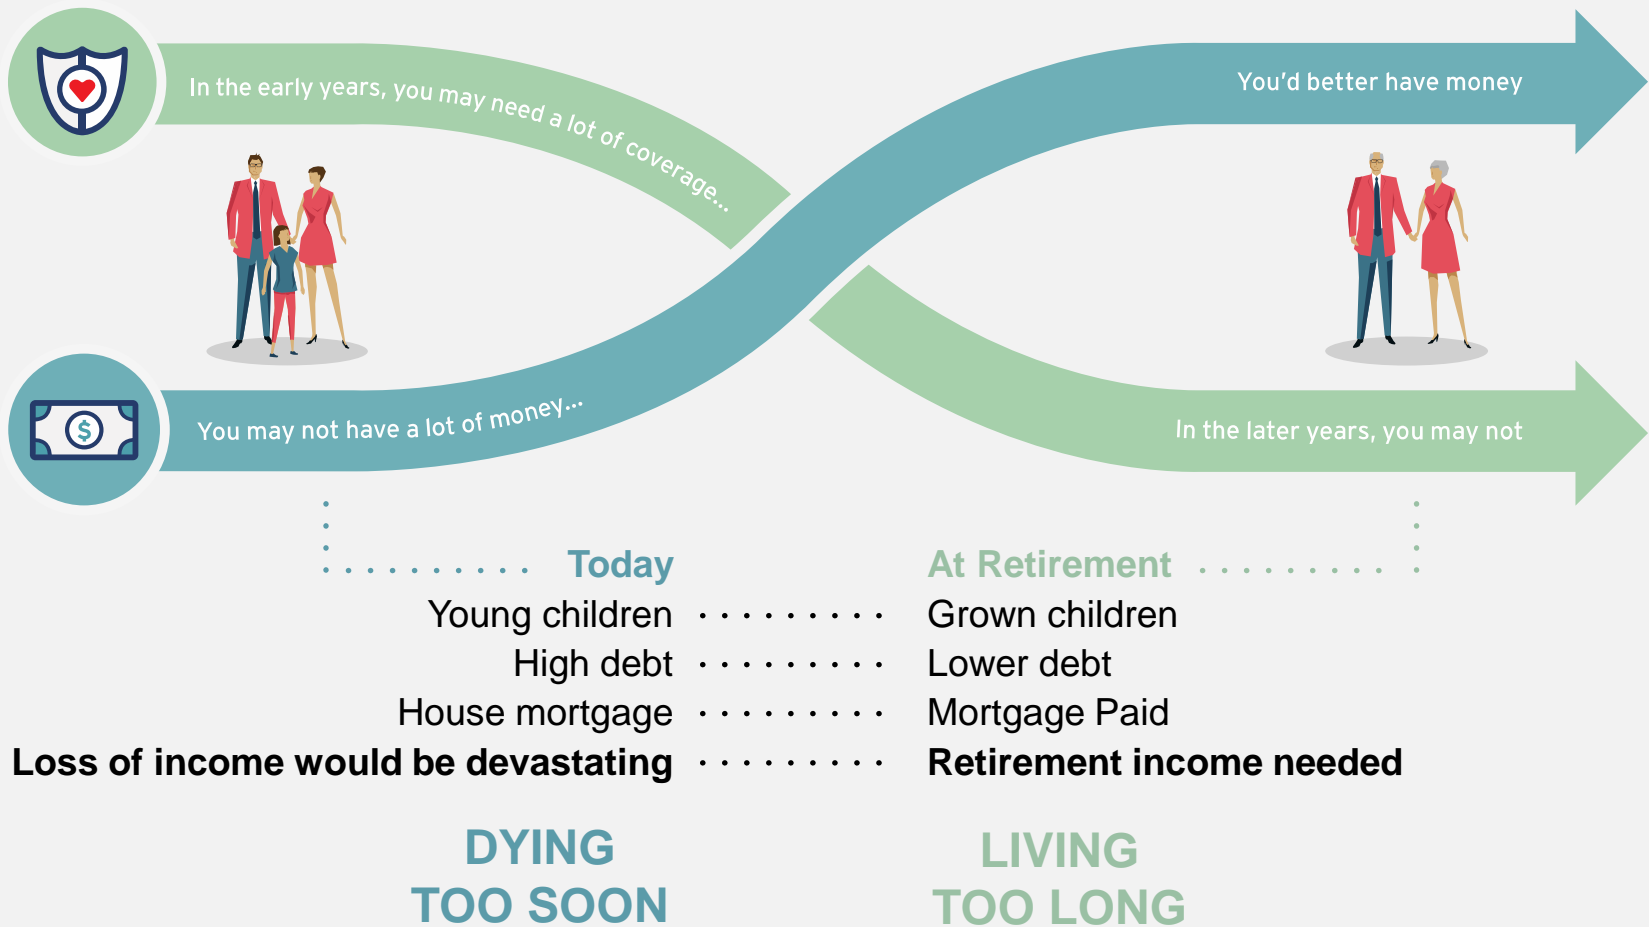 In the early years, you may need a lot of coverage...
You'd better have money
You may not have a lot of money...
In the later years, you may not
Today
At Retirement
Young children
Grown children
High debt
Lower debt
House mortgage
Mortgage Paid
Loss of income would be devastating
Retirement income needed
DYING
TOO SOON
LIVING
TOO LONG